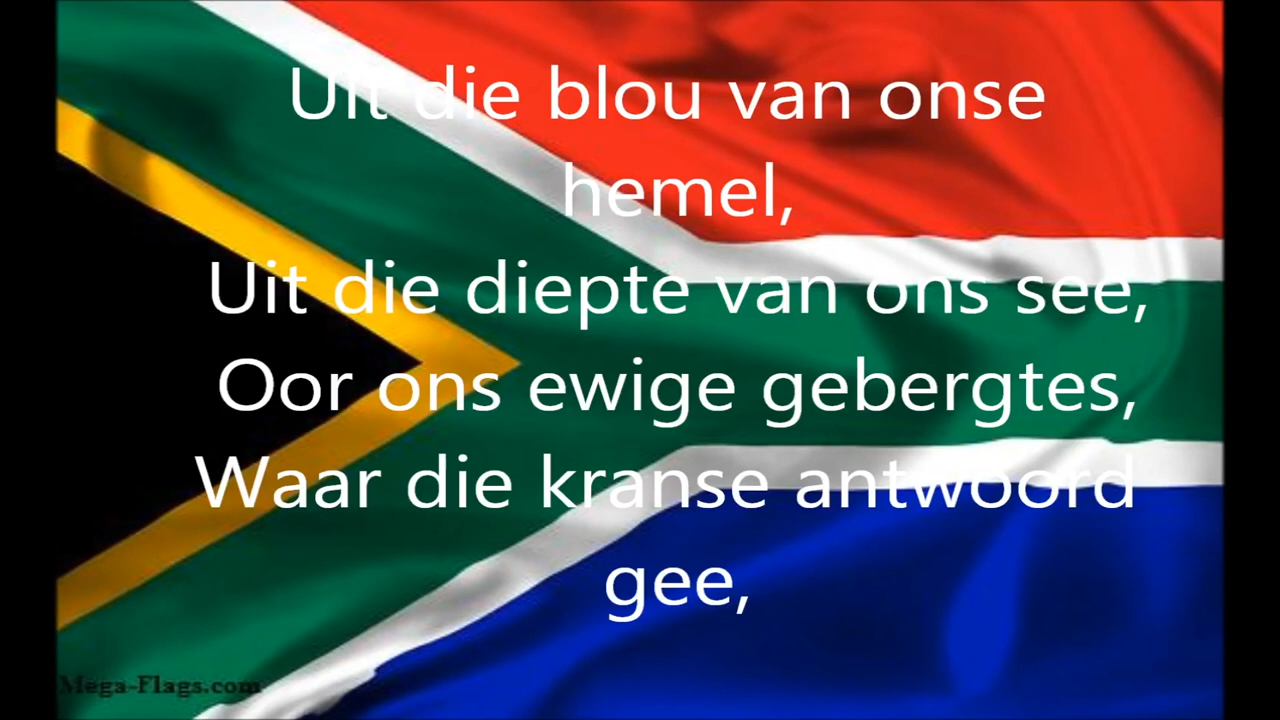 Uit die blou van onse
hemel,
Uit die diepte van ons see,
Oor ons ewige gebergtes,
Waar die kranse antwoord
gee,
Mega-Flags.com